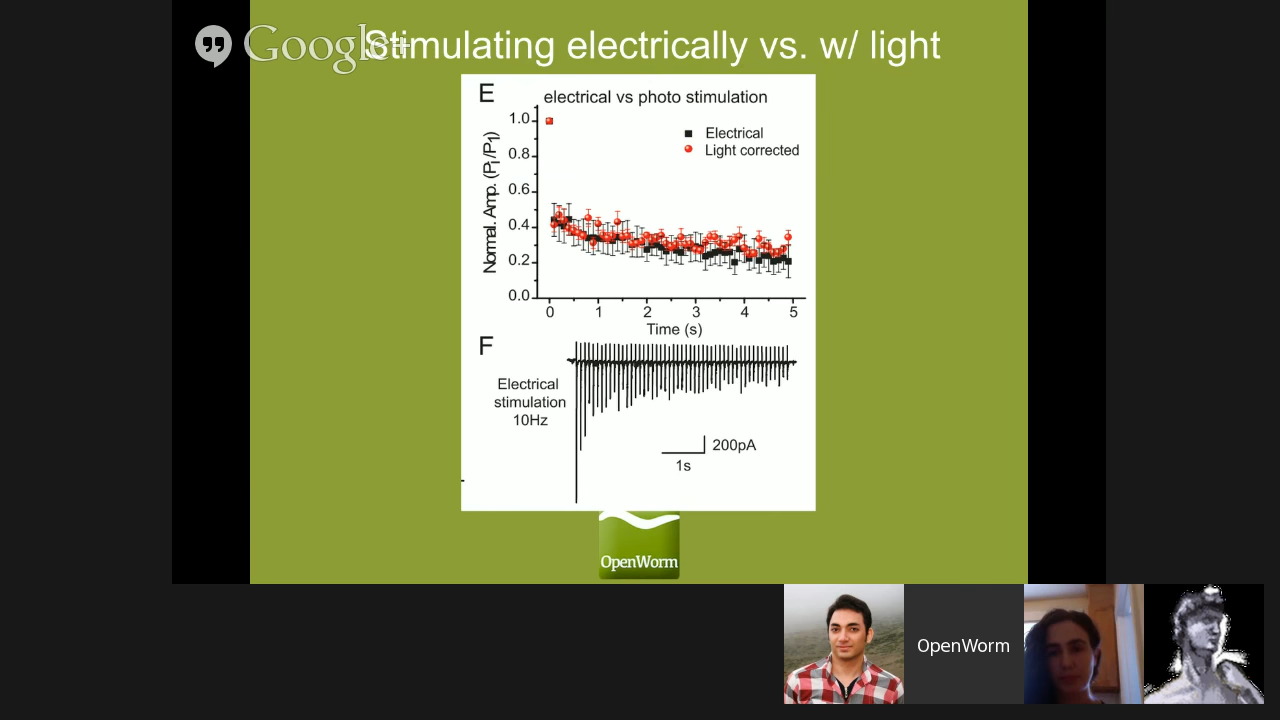 Google+
Stimulating electrically vs. w/ light
E
electrical vs photo stimulation
Electrical
Light corrected
Normal. Amp. (Pi/P1)
1.0
0.8
0.6
0.4
0.2
0.0
0 1 2 3 4 5
Time (s)
F
Electrical
stimulation
10Hz
200pA
1s
OpenWorm
OpenWorm